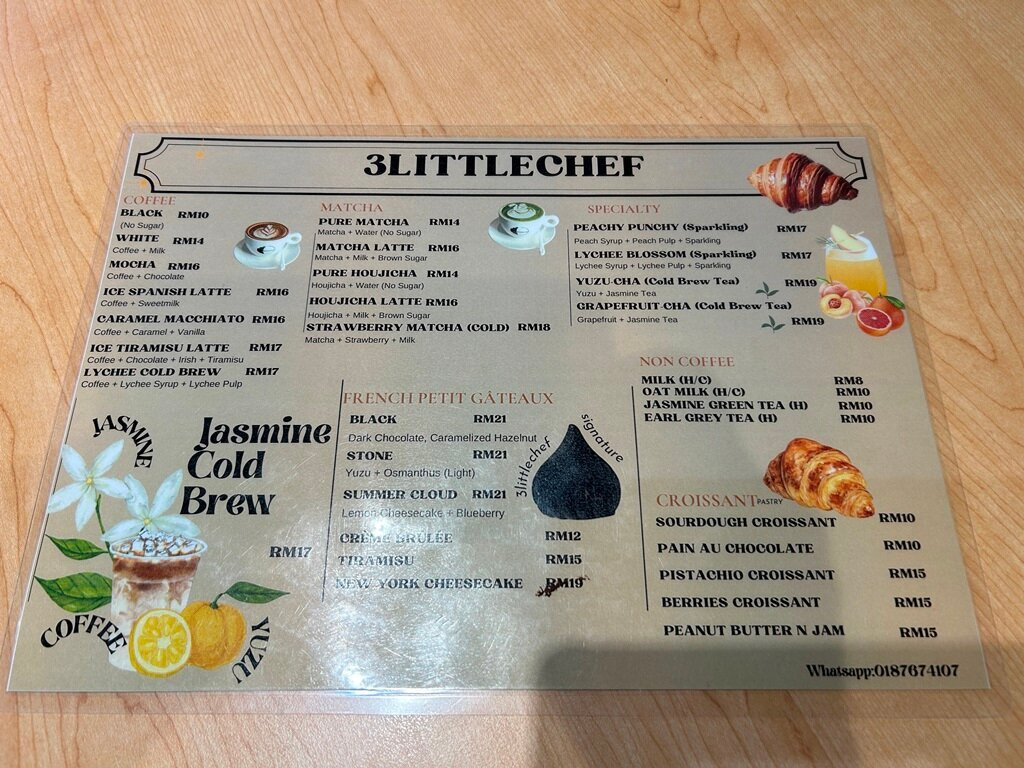 3LITTLECHEF
COFFEE
BLACK RM10
(No Sugar)
WHITE RM14
Coffee + Milk
MOCHA RM16
Coffee + Chocolate
ICE SPANISH LATTE RM16
Coffee + Sweetmilk
CARAMEL MACCHIATO RM16
Coffee + Caramel + Vanilla
ICE TIRAMISU LATTE RM17
Coffee + Chocolate + Irish + Tiramisu
LYCHEE COLD BREW RM17
Coffee + Lychee Syrup + Lychee Pulp
JASMINE
Jasmine
Cold
Brew
RM17
COFFEE
YUZU
MATCHA
PURE MATCHA RM14
Matcha + Water (No Sugar)
MATCHA LATTE RM16
Matcha + Milk + Brown Sugar
PURE HOUJICHA RM14
Houjicha + Water (No Sugar)
HOUJICHA LATTE RM16
Houjicha + Milk + Brown Sugar
STRAWBERRY MATCHA (COLD) RM18
Matcha + Strawberry + Milk
FRENCH PETIT GÂTEAUX
BLACK RM21
Dark Chocolate, Caramelized Hazelnut
STONE RM21
Yuzu + Osmanthus (Light)
SUMMER CLOUD RM21
Lemon Chaesecake + Blueberry
CRÈME BRÛLÉE RM12
TIRAMISU RM15
NEW YORK CHEESECAKE RM19
3littlechef signature
SPECIALTY
PEACHY PUNCHY (Sparkling) RM17
Peach Syrup + Peach Pulp + Sparkling
LYCHEE BLOSSOM (Sparkling) RM17
Lychee Syrup + Lychee Pulp + Sparkling
YUZU-CHA (Cold Brew Tea) RM19
Yuzu + Jasmine Tea
GRAPEFRUIT-CHA (Cold Brew Tea)
Grapefruit + Jasmine Tea RM19
NON COFFEE
MILK (H/C) RM8
OAT MILK (H/C) RM10
JASMINE GREEN TEA (H) RM10
EARL GREY TEA (H) RM10
CROISSANT PASTRY
SOURDOUGH CROISSANT RM10
PAIN AU CHOCOLATE RM10
PISTACHIO CROISSANT RM15
BERRIES CROISSANT RM15
PEANUT BUTTER N JAM RM15
Whatsapp:0187674107